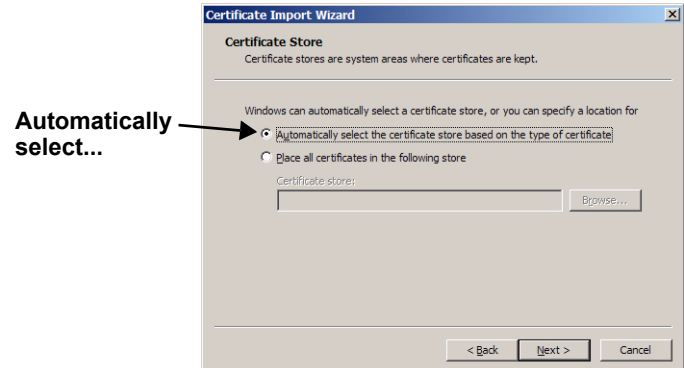 Certificate Import Wizard
Certificate Store
Certificate stores are system areas where certificates are kept.
Windows can automatically select a certificate store, or you can specify a location for
Automatically
select...
Automatically select the certificate store based on the type of certificate
Place all certificates in the following store
Certificate store:
Browse...
< Back Next > Cancel